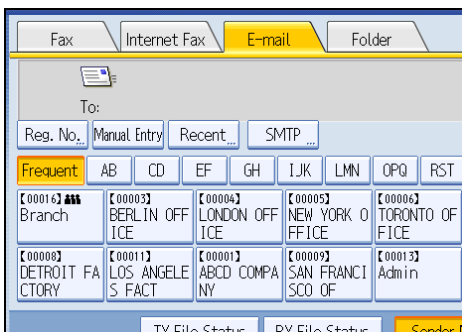 Fax Internet Fax E-mail Folder
To:
Reg. No. Manual Entry Recent SMTP
Frequent AB CD EF GH IJK LMN OPQ RST
【00016】 【00003】 【00004】 【00005】 【00006】
Branch BERLIN OFF LONDON OFF NEW YORK O TORONTO OF
ICE ICE FFICE FICE
【00008】 【00011】 【00001】 【00009】 【00013】
DETROIT FA LOS ANGELE ABCD COMPA SAN FRANCI Admin
CTORY S FACT NY SCO OF
TX File Status RX File Status Sender